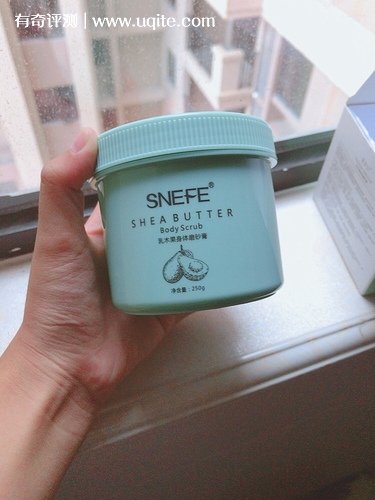 有奇评测 | www.uqite.com
SNEFE®
SHEA BUTTER
Body Scrub
乳木果身体磨砂膏
净含量：250g